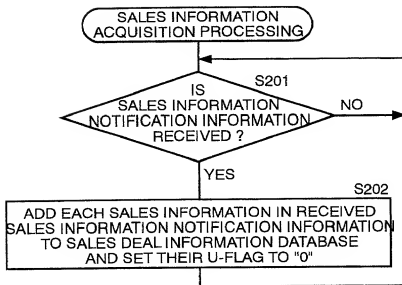 SALES INFORMATION
ACQUISITION PROCESSING
S201
IS
SALES INFORMATION
NOTIFICATION INFORMATION
RECEIVED ?
NO
YES
S202
ADD EACH SALES INFORMATION IN RECEIVED
SALES INFORMATION NOTIFICATION INFORMATION
TO SALES DEAL INFORMATION DATABASE
AND SET THEIR U-FLAG TO "0"